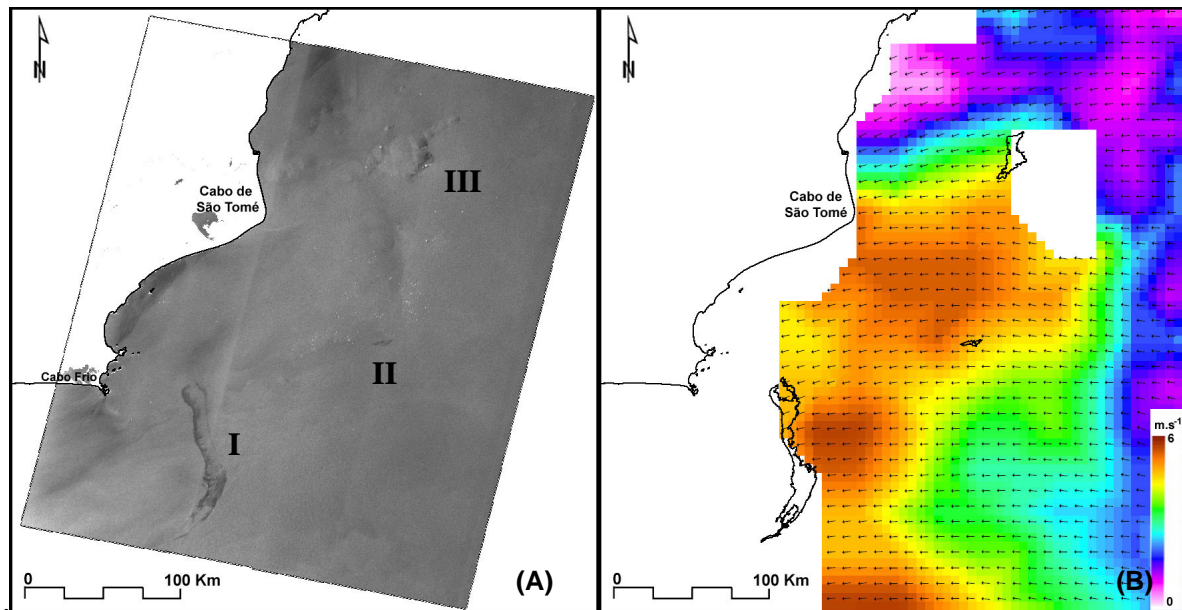 N
Cabo de
São Tomé
III
II
Cabo Frio
I
0
100 Km
(A)
N
Cabo de
São Tomé
m.s⁻¹
6
0
0
100 Km
(B)